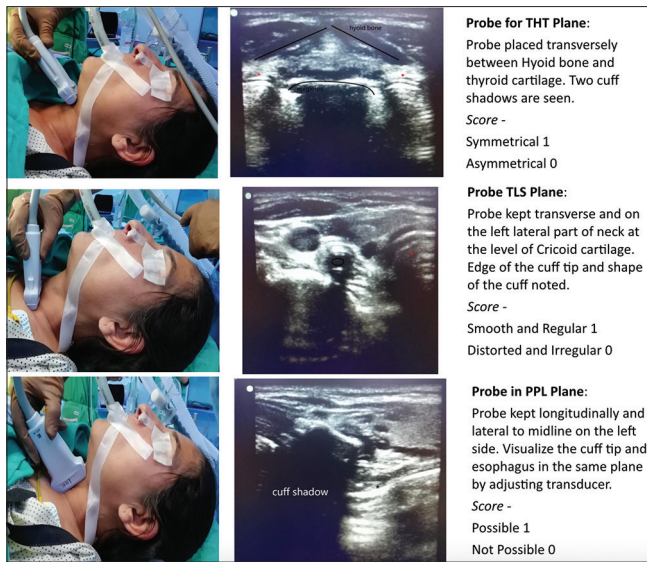 Probe for THT Plane:
Probe placed transversely
between Hyoid bone and
thyroid cartilage. Two cuff
shadows are seen.
Score -
Symmetrical 1
Asymmetrical 0
hyoid bone
Probe TLS Plane:
Probe kept transverse and on
the left lateral part of neck at
the level of Cricoid cartilage.
Edge of the cuff tip and shape
of the cuff noted.
Score -
Smooth and Regular 1
Distorted and Irregular 0
Probe in PPL Plane:
Probe kept longitudinally and
lateral to midline on the left
side. Visualize the cuff tip and
esophagus in the same plane
by adjusting transducer.
Score -
Possible 1
Not Possible 0
cuff shadow